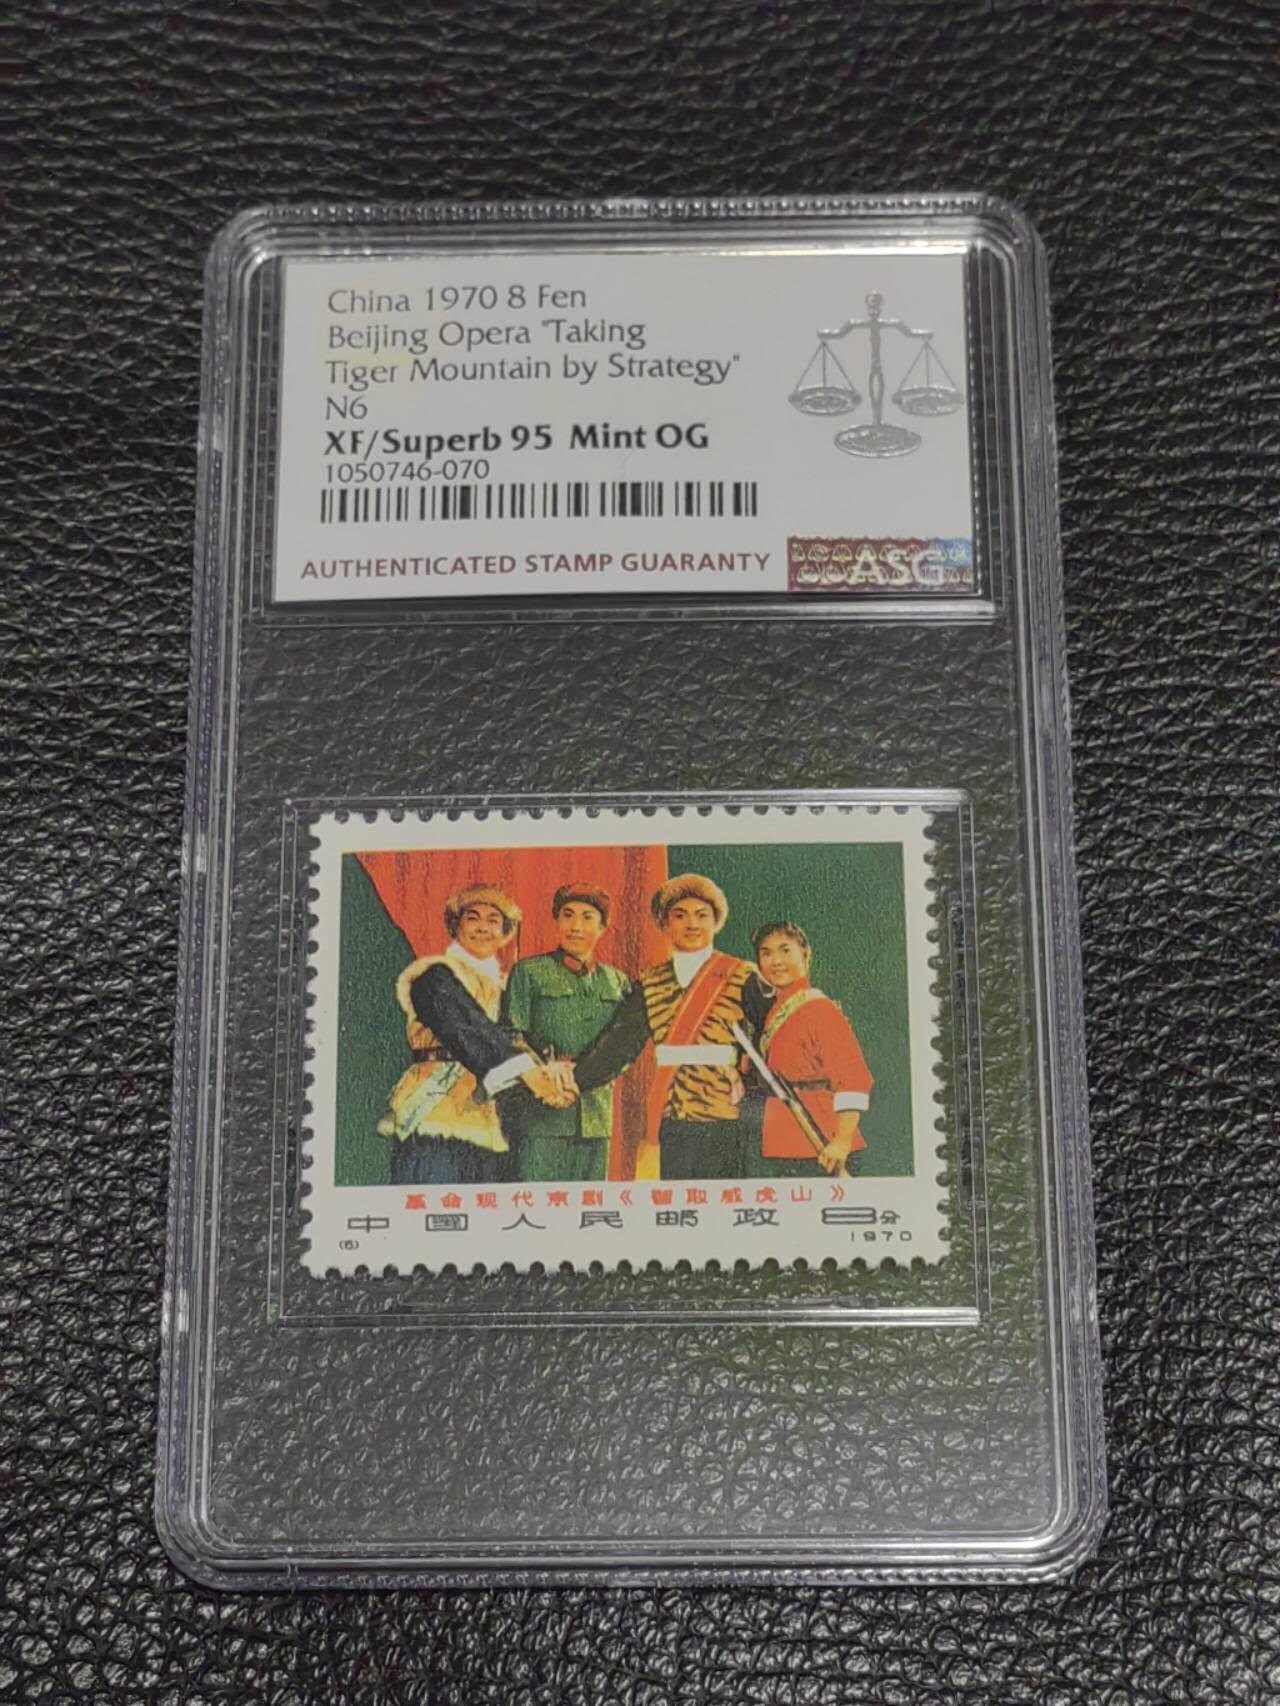 China 1970 8 Fen
Beijing Opera "Taking
Tiger Mountain by Strategy"
N6
XF/Superb 95 Mint OG
1050746-070
AUTHENTICATED STAMP GUARANTY
ASG
革命现代京剧《智取威虎山》
中国人民邮政 8分
(6) 1970